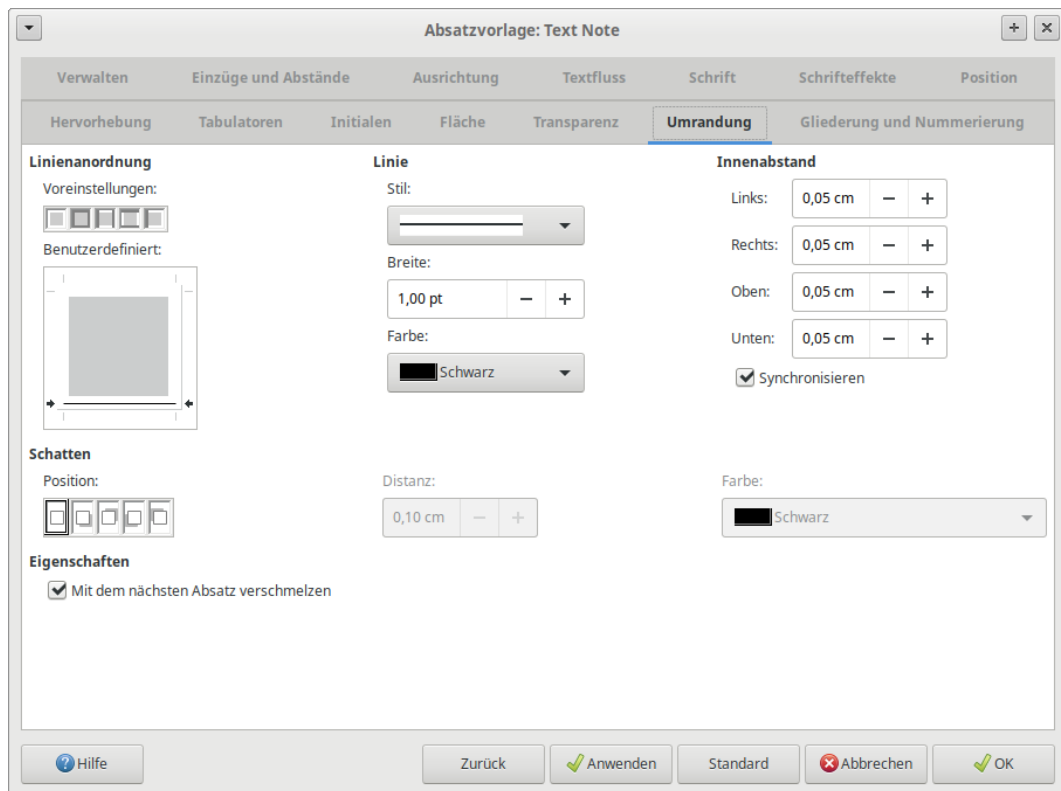 Absatzvorlage: Text Note
Verwalten Einzüge und Abstände Ausrichtung Textfluss Schrift Schrifteffekte Position
Hervorhebung Tabulatoren Initialen Fläche Transparenz Umrandung Gliederung und Nummerierung
Linienanordnung
Voreinstellungen:
Benutzerdefiniert:
Linie
Stil:
Breite:
1,00 pt
Farbe:
Schwarz
Innenabstand
Links: 0,05 cm
Rechts: 0,05 cm
Oben: 0,05 cm
Unten: 0,05 cm
Synchronisieren
Schatten
Position:
Distanz:
0,10 cm
Farbe:
Schwarz
Eigenschaften
Mit dem nächsten Absatz verschmelzen
Hilfe Zurück Anwenden Standard Abbrechen OK